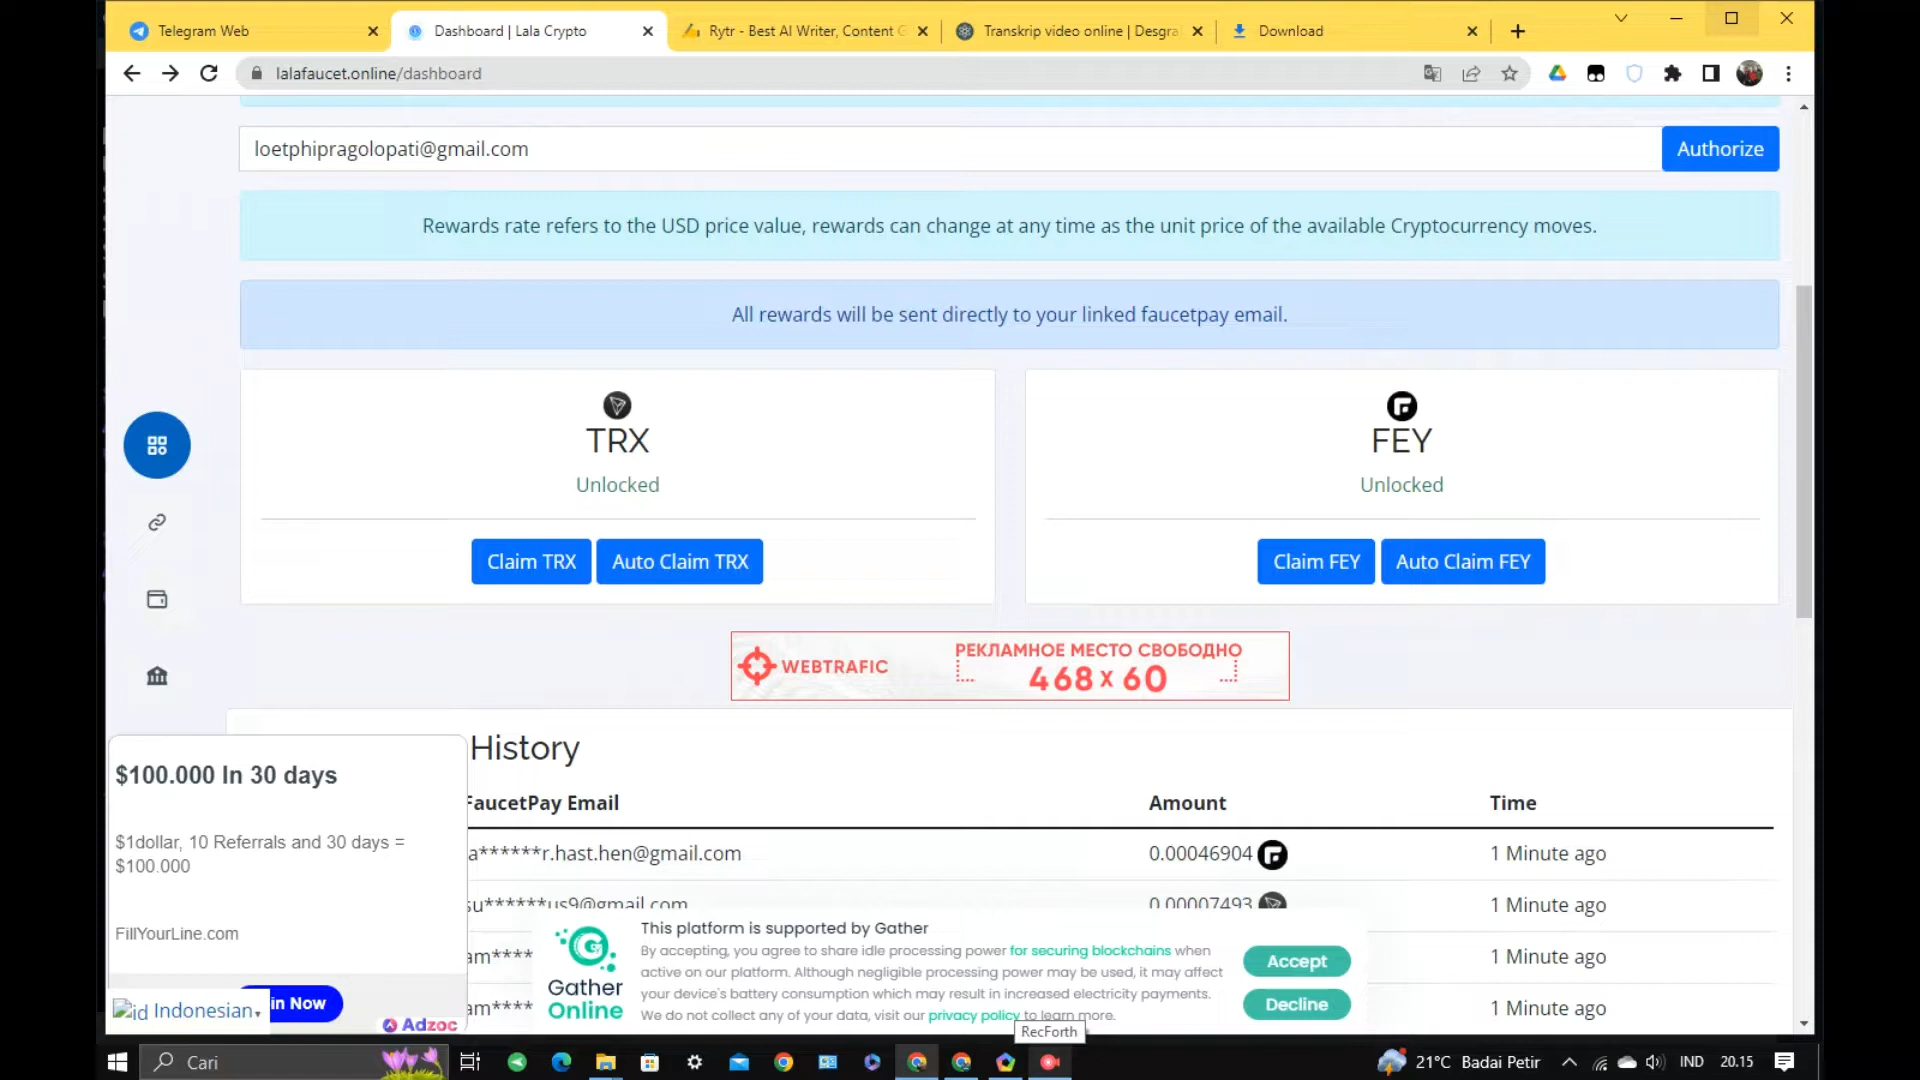 Telegram Web
Dashboard | Lala Crypto
Rytr - Best AI Writer, Content G
Transkrip video online | Desgra
Download
lalafaucet.online/dashboard
loetphipragolopati@gmail.com
Authorize
Rewards rate refers to the USD price value, rewards can change at any time as the unit price of the available Cryptocurrency moves.
All rewards will be sent directly to your linked faucetpay email.
TRX
Unlocked
Claim TRX
Auto Claim TRX
FEY
Unlocked
Claim FEY
Auto Claim FEY
WEBTRAFIC
РЕКЛАМНОЕ МЕСТО СВОБОДНО
468 X 60
History
FaucetPay Email Amount Time
a******r.hast.hen@gmail.com 0.00046904 1 Minute ago
su******us9@gmail.com 0.00007493 1 Minute ago
am**** 1 Minute ago
am**** 1 Minute ago
$100.000 In 30 days
$1dollar, 10 Referrals and 30 days =
$100.000
FillYourLine.com
in Now
id Indonesian
Adzoc
Gather
Online
This platform is supported by Gather
By accepting, you agree to share idle processing power for securing blockchains when
active on our platform. Although negligible processing power may be used, it may affect
your device's battery consumption which may result in increased electricity payments.
We do not collect any of your data, visit our privacy policy to learn more.
Accept
Decline
RecForth
Cari
21°C Badai Petir
IND
20.15